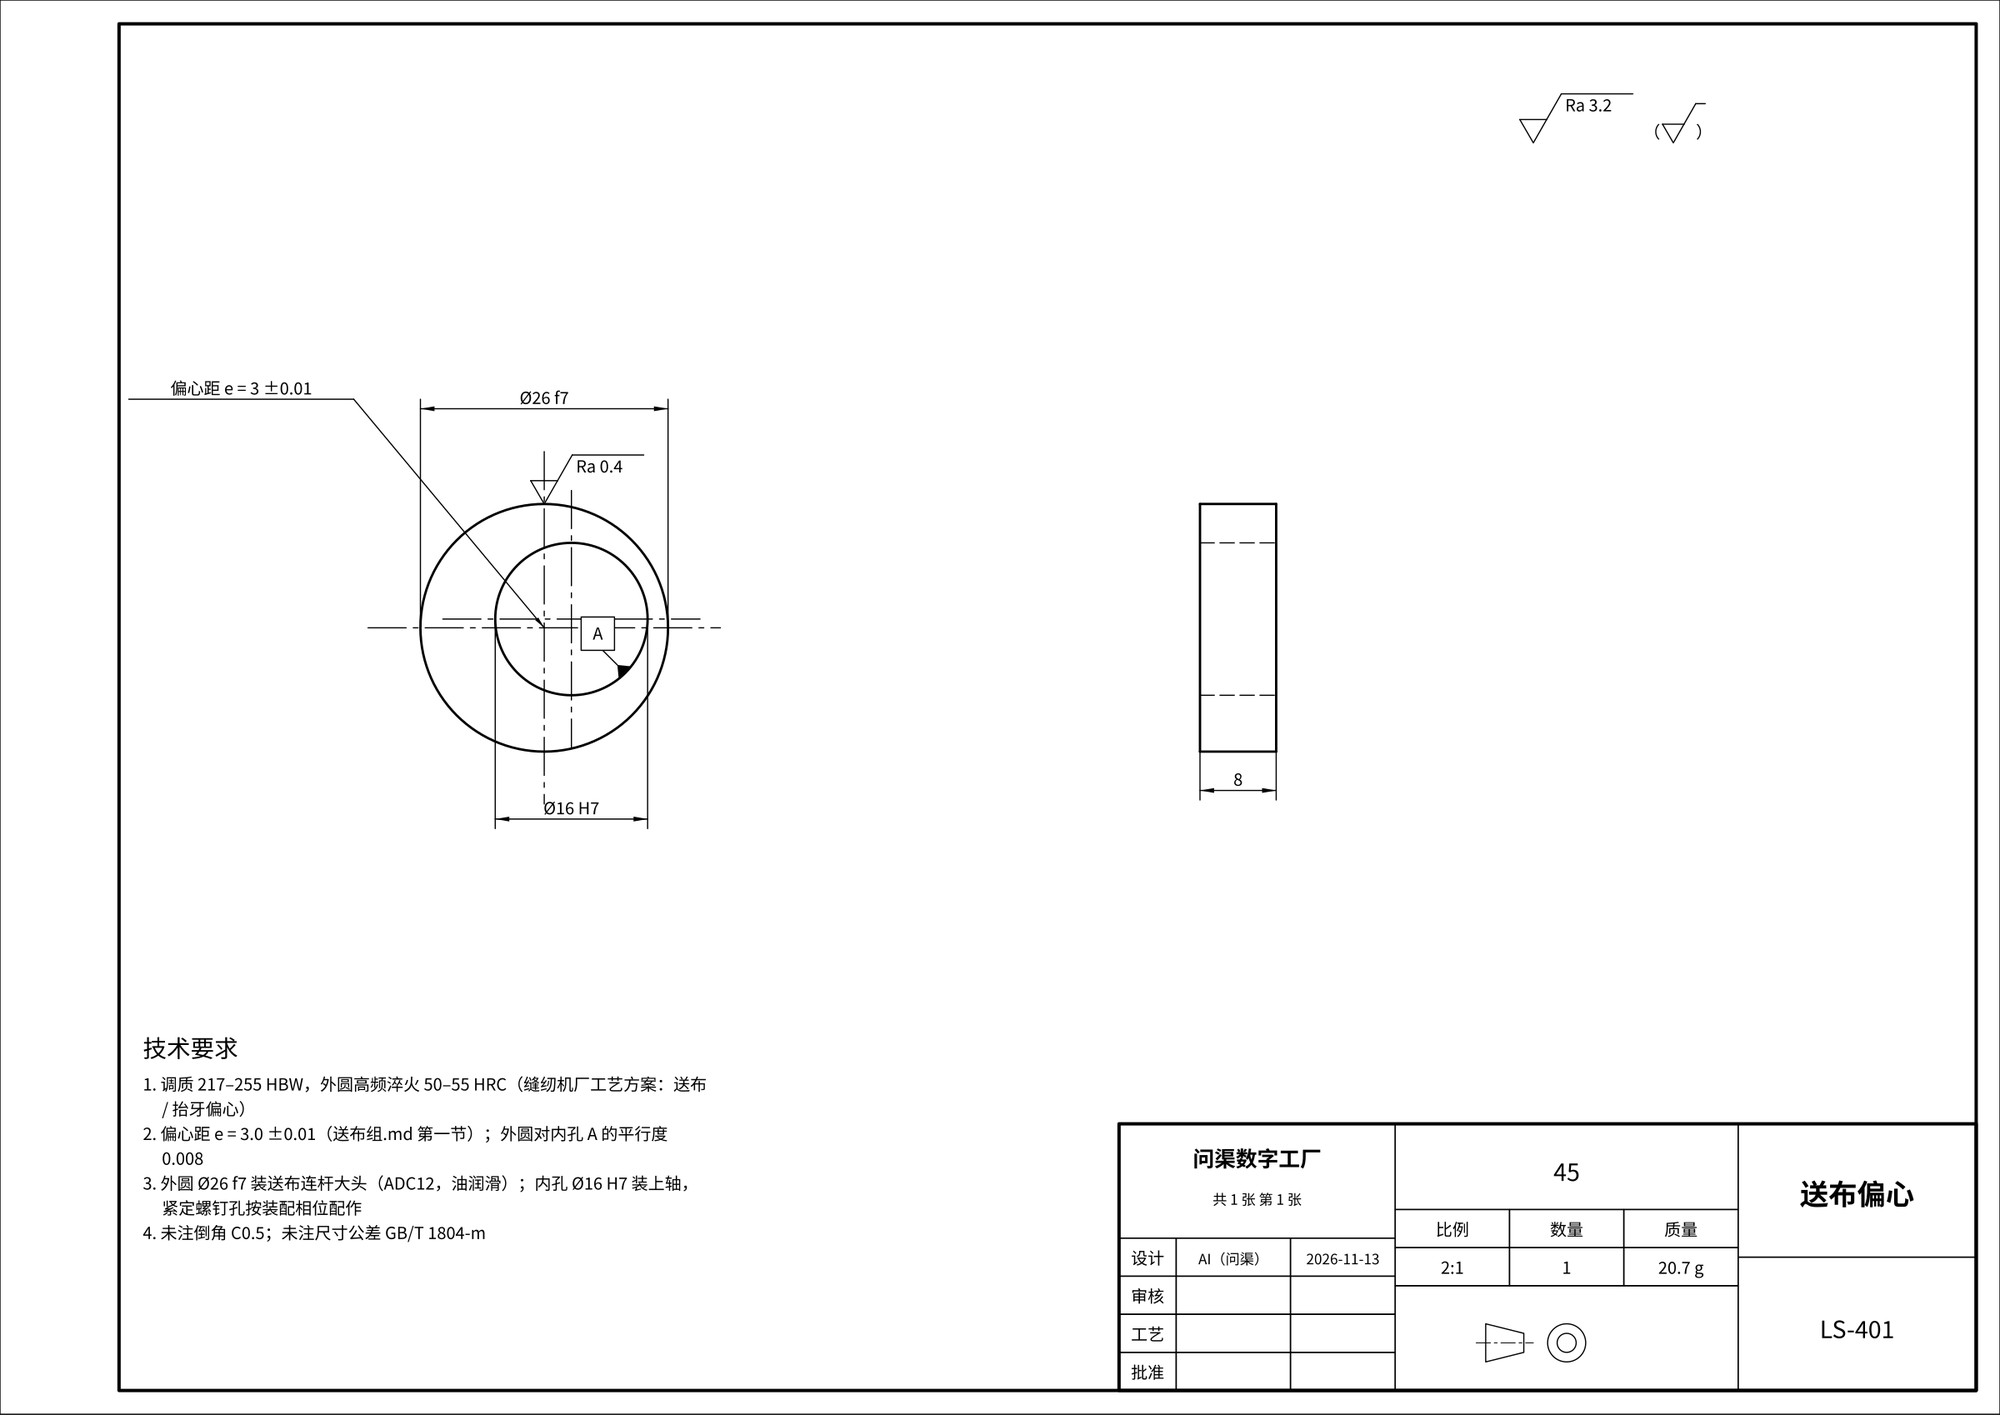 Ra 3.2
( )
偏心距 e = 3 ±0.01
Ø26 f7
Ra 0.4
A
Ø16 H7
8
技术要求
1. 调质 217–255 HBW，外圆高频淬火 50–55 HRC（缝纫机厂工艺方案：送布
/ 抬牙偏心）
2. 偏心距 e = 3.0 ±0.01（送布组.md 第一节）；外圆对内孔 A 的平行度
0.008
3. 外圆 Ø26 f7 装送布连杆大头（ADC12，油润滑）；内孔 Ø16 H7 装上轴，
紧定螺钉孔按装配相位配作
4. 未注倒角 C0.5；未注尺寸公差 GB/T 1804-m
问渠数字工厂
共 1 张 第 1 张
设计 AI（问渠） 2026-11-13
审核
工艺
批准
45
比例 数量 质量
2:1 1 20.7 g
送布偏心
LS-401